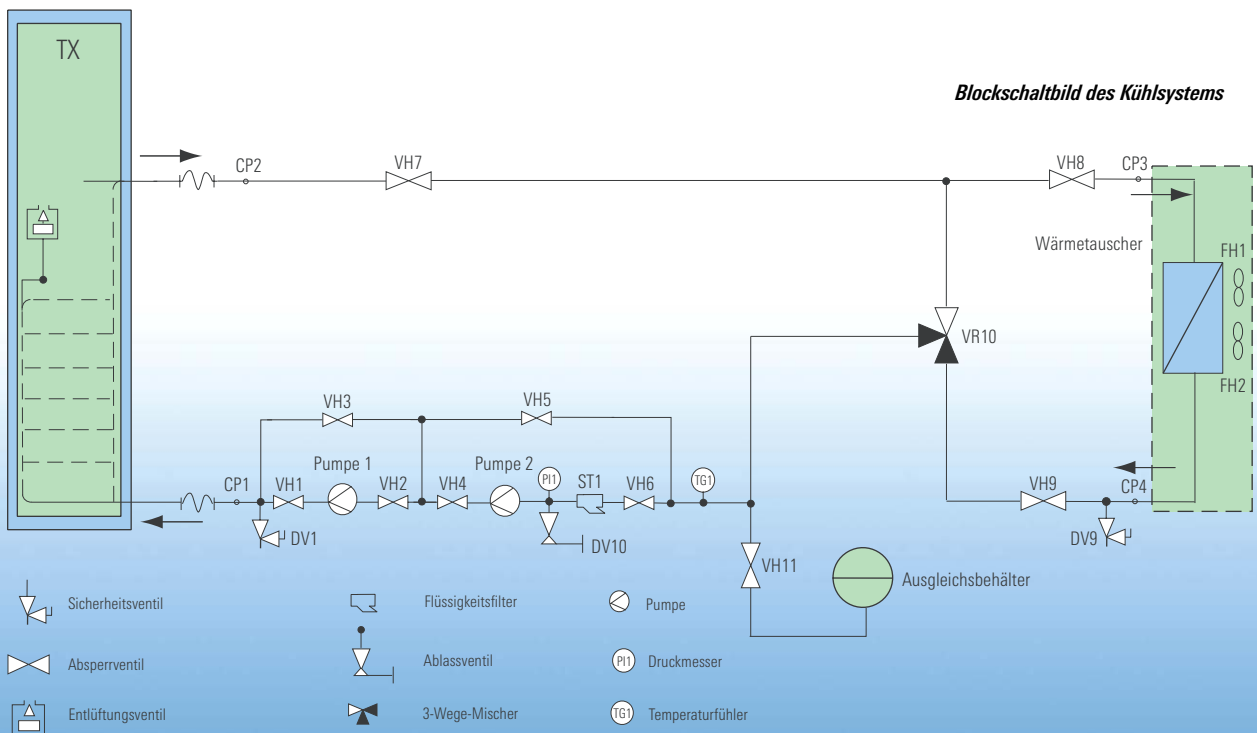 TX
Blockschaltbild des Kühlsystems
CP2
VH7
VH8
CP3
Wärmetauscher
FH1
VR10
FH2
VH3
VH5
Pumpe 1
Pumpe 2
CP1
VH1
VH2
VH4
PI1
ST1
VH6
TG1
VH9
CP4
DV1
DV10
DV9
VH11
Ausgleichsbehälter
Sicherheitsventil
Flüssigkeitsfilter
Pumpe
Absperrventil
Ablassventil
PI1 Druckmesser
Entlüftungsventil
3-Wege-Mischer
TG1 Temperaturfühler